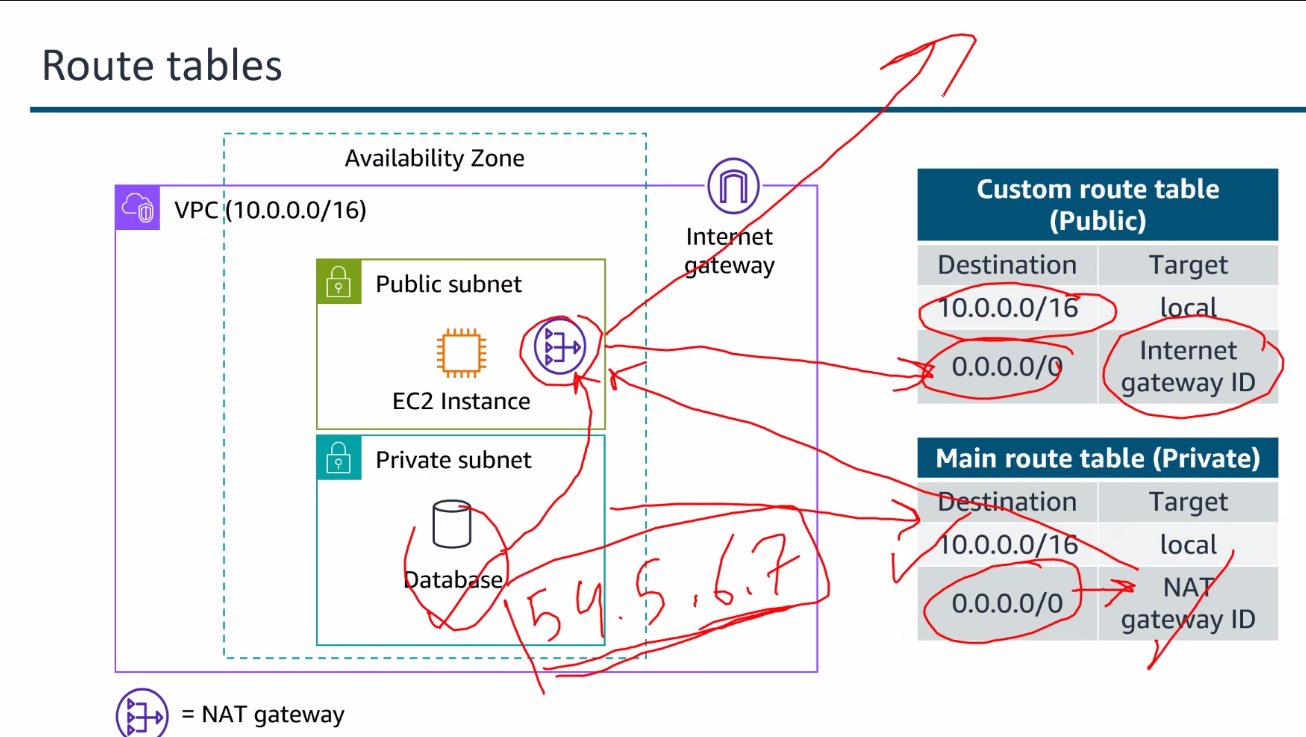 Route tables
Availability Zone
VPC (10.0.0.0/16)
Internet
gateway
Public subnet
EC2 Instance
Private subnet
Database
54.5.6.7
= NAT gateway
Custom route table
(Public)
Destination Target
10.0.0.0/16 local
0.0.0.0/0 Internet
gateway ID
Main route table (Private)
Destination Target
10.0.0.0/16 local
0.0.0.0/0 NAT
gateway ID